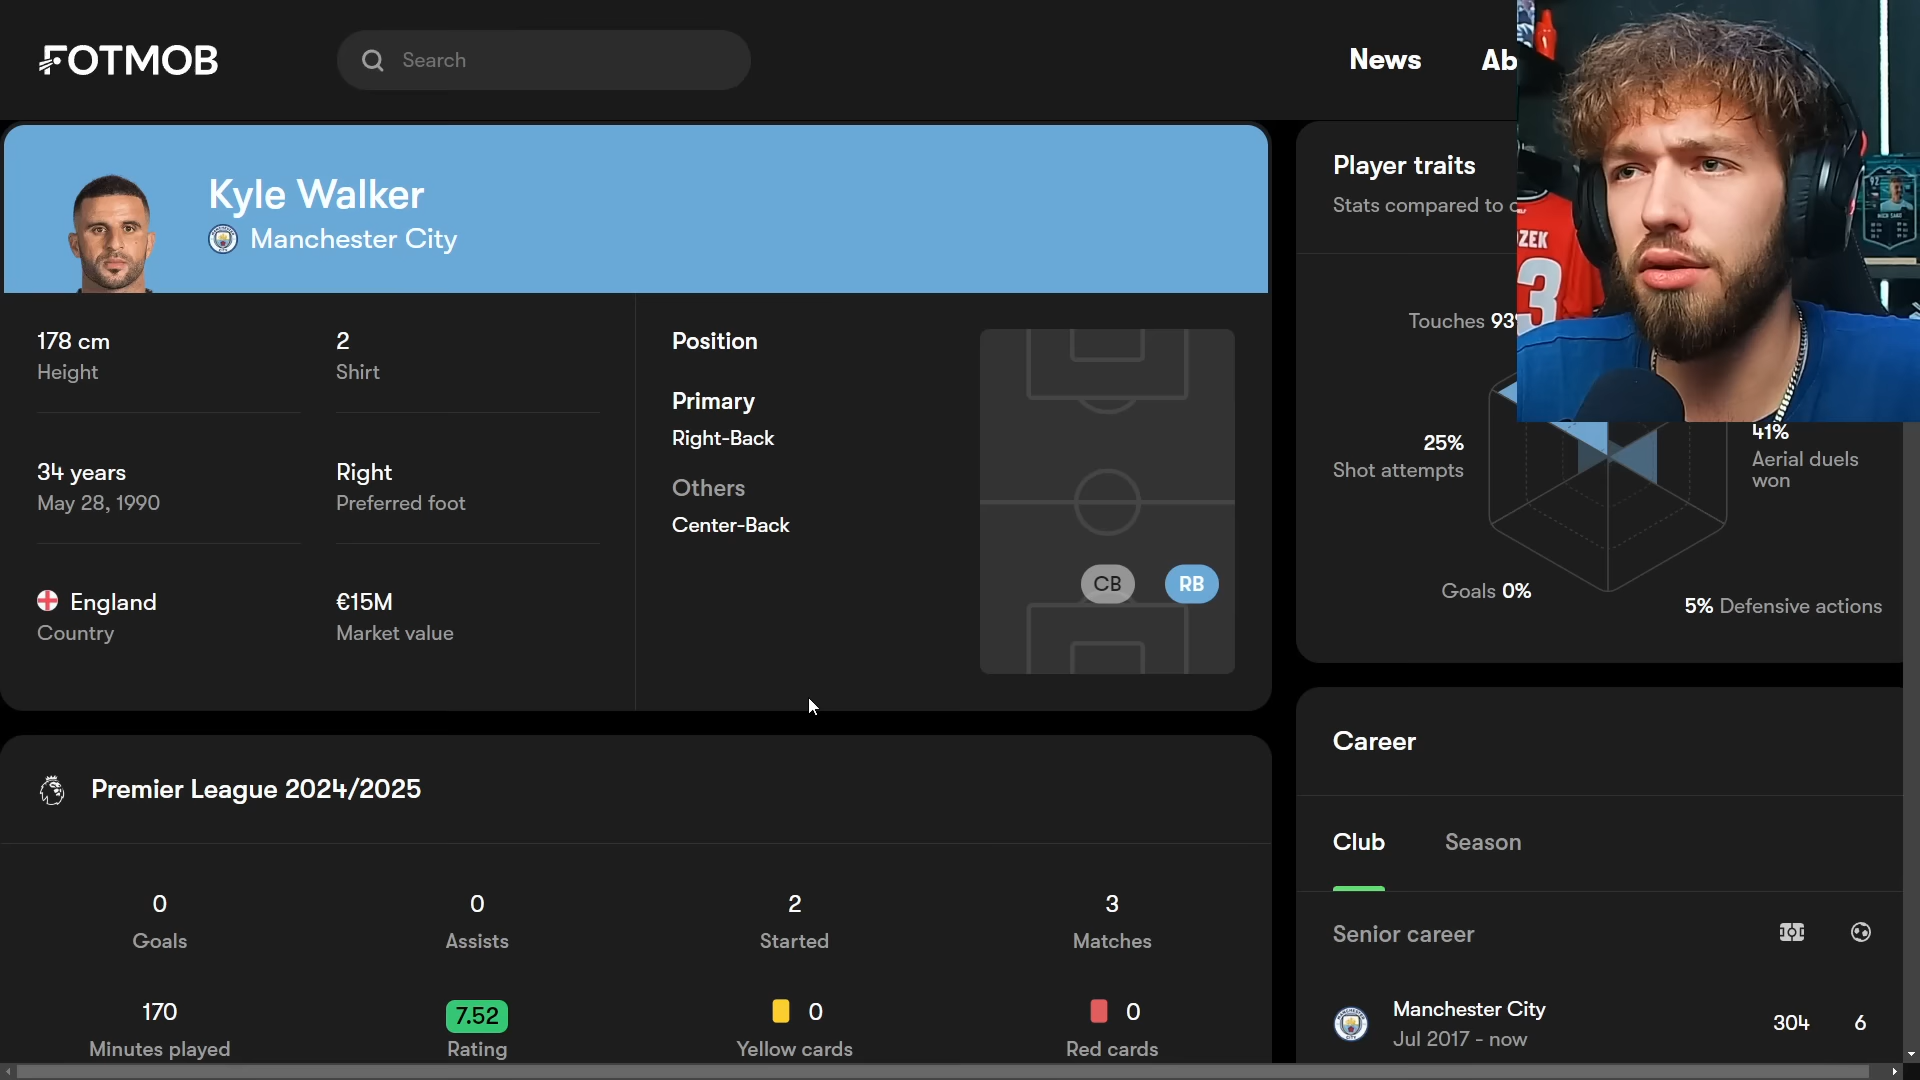 FOTMOB
Search
News
Ab
Kyle Walker
Manchester City
178 cm
Height
2
Shirt
34 years
May 28, 1990
Right
Preferred foot
England
Country
€15M
Market value
Position
Primary
Right-Back
Others
Center-Back
CB
RB
Player traits
Stats compared to
Touches 93
25%
Shot attempts
41%
Aerial duels
won
Goals 0%
5% Defensive actions
ZEK
3
92
Premier League 2024/2025
0
Goals
0
Assists
2
Started
3
Matches
170
Minutes played
7.52
Rating
0
Yellow cards
0
Red cards
Career
Club
Season
Senior career
Manchester City
Jul 2017 - now
304
6